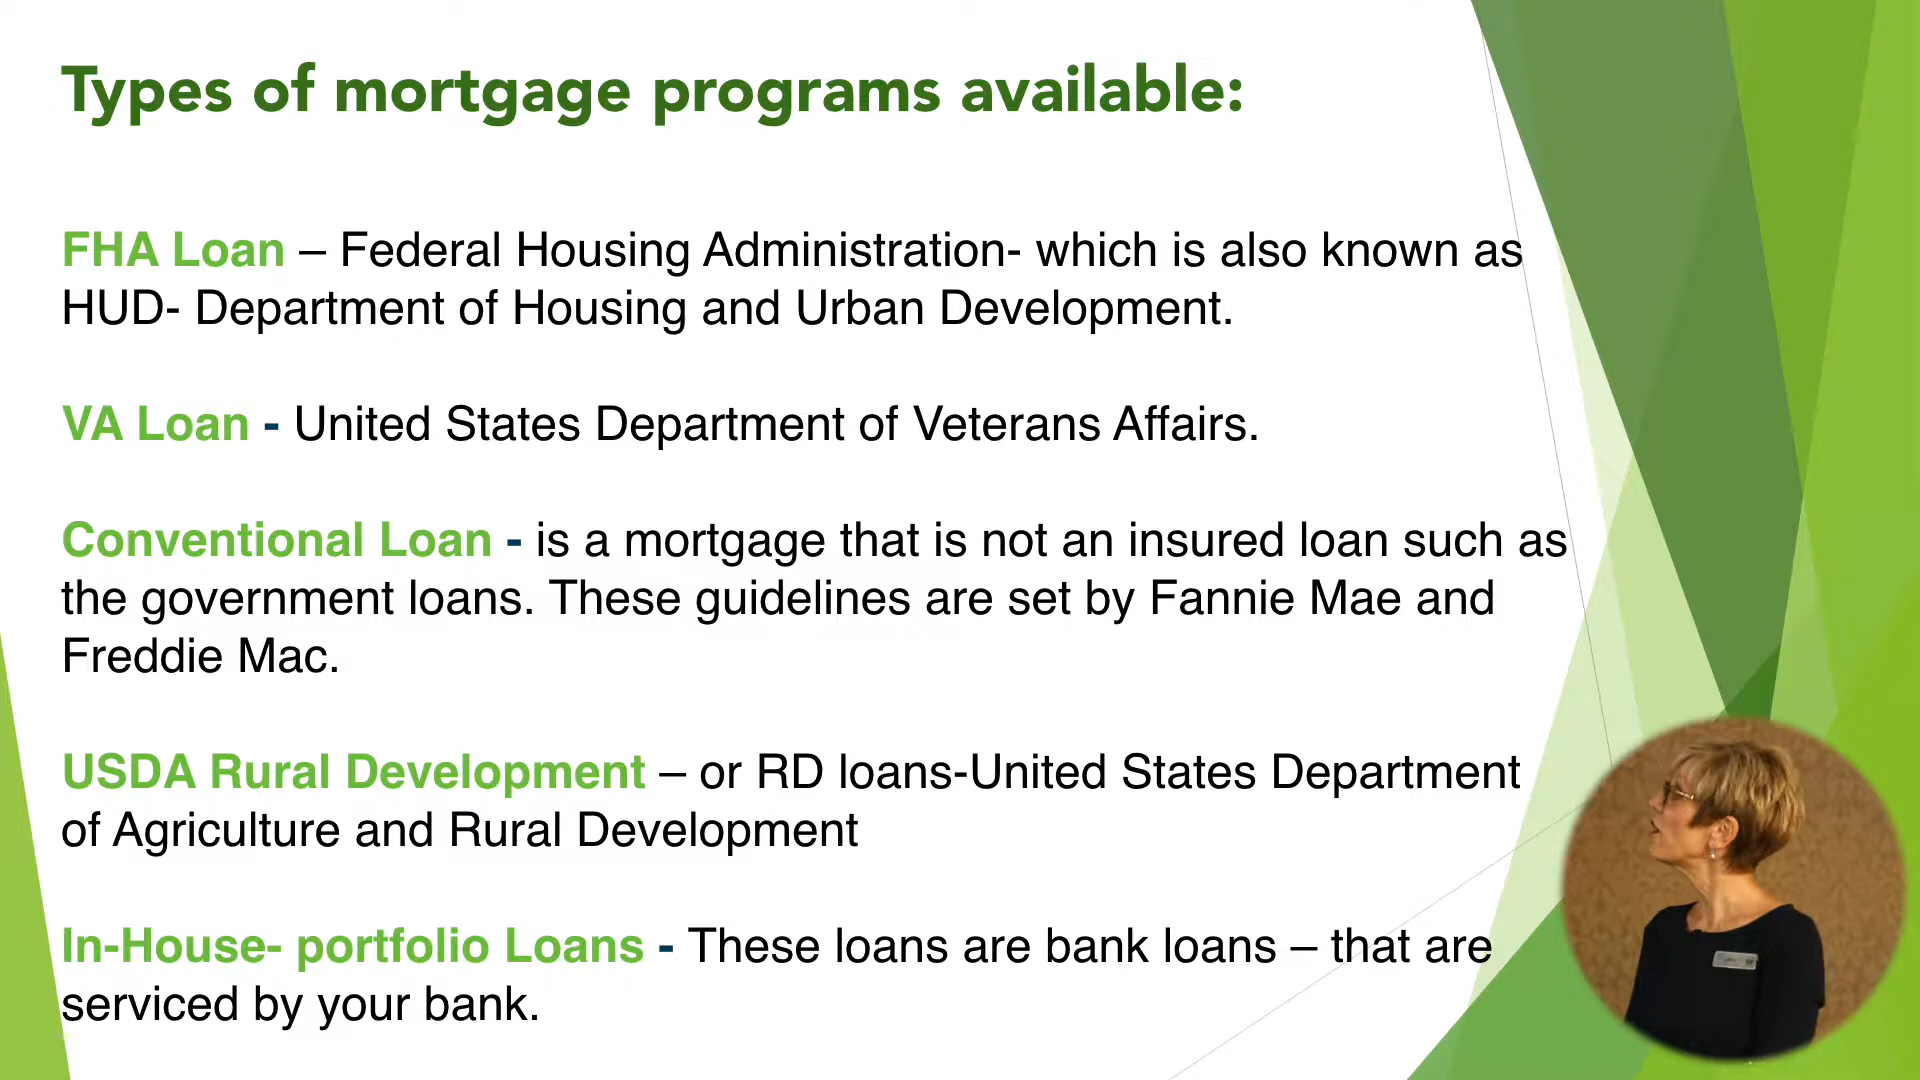 Types of mortgage programs available:
FHA Loan – Federal Housing Administration- which is also known as
HUD- Department of Housing and Urban Development.
VA Loan - United States Department of Veterans Affairs.
Conventional Loan - is a mortgage that is not an insured loan such as
the government loans. These guidelines are set by Fannie Mae and
Freddie Mac.
USDA Rural Development – or RD loans-United States Department
of Agriculture and Rural Development
In-House- portfolio Loans - These loans are bank loans – that are
serviced by your bank.